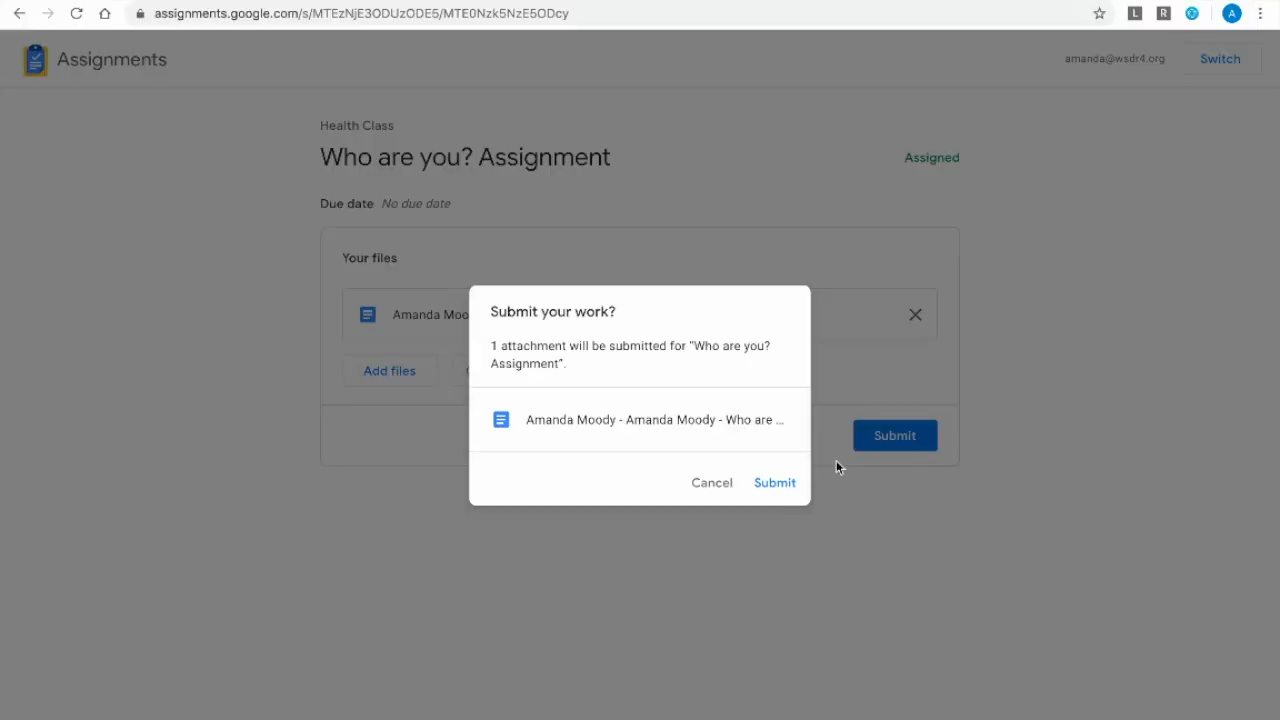 assignments.google.com/s/MTEzNjE3ODUzODE5/MTE0Nzk5NzE5ODcy
L
R
A
Assignments
amanda@wsdr4.org
Switch
Health Class
Who are you? Assignment
Assigned
Due date No due date
Your files
Amanda Moo
Add files
Submit
Submit your work?
1 attachment will be submitted for "Who are you?
Assignment".
Amanda Moody - Amanda Moody - Who are ...
Cancel
Submit